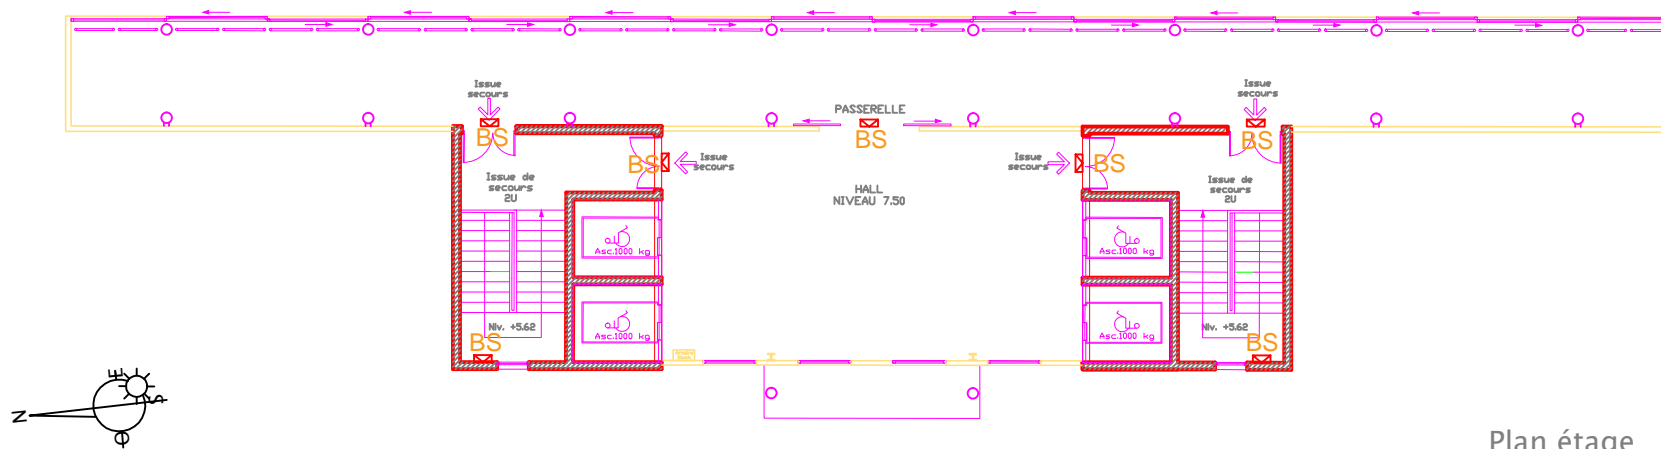 Issue
secours
BS
Issue
secours
BS
PASSERELLE
BS
BS
Issue
secours
Issue
secours
BS
Issue de
secours
2U
Issue de
secours
2U
HALL
NIVEAU 7.50
Asc.1000 kg
Asc.1000 kg
Asc.1000 kg
Asc.1000 kg
Niv. +5.62
BS
Niv. +5.62
BS
N
E
S
O
Plan étage